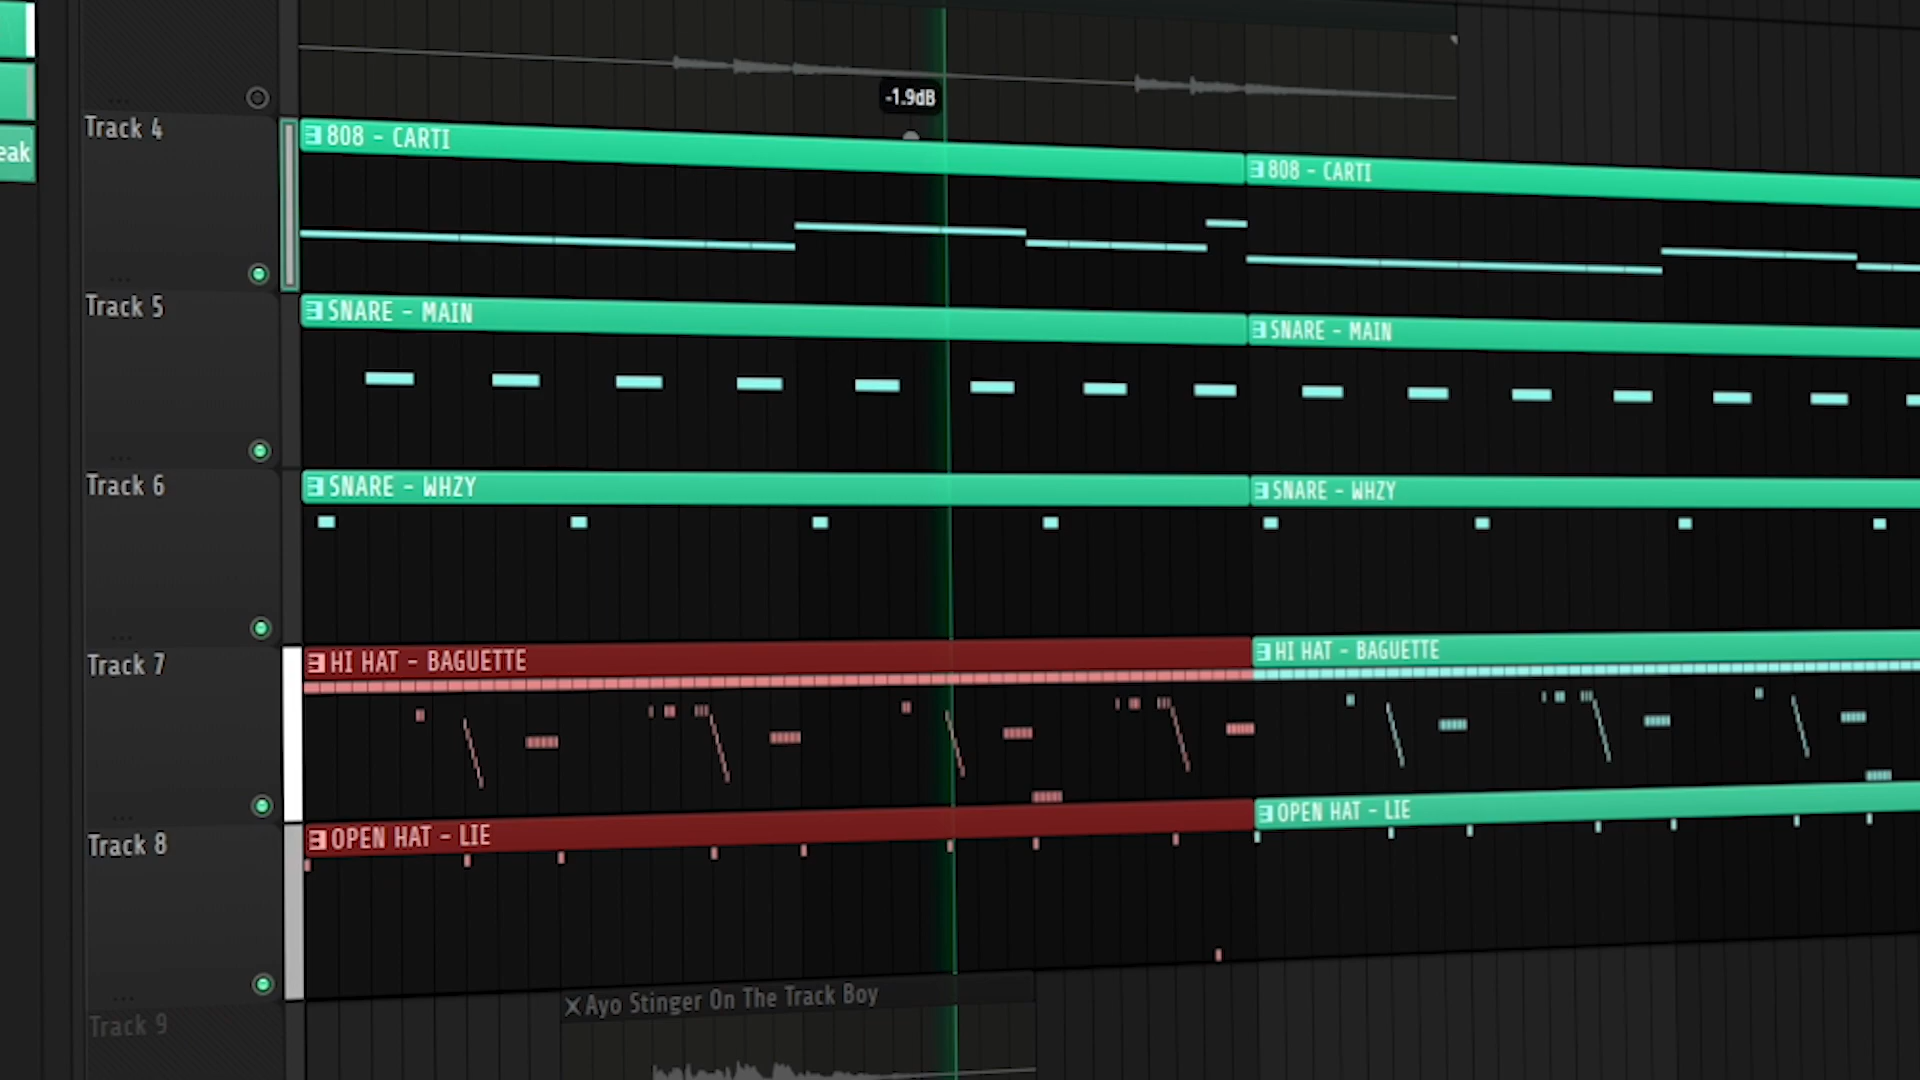 -1.9dB
Track 4
808 - CARTI
808 - CARTI
eak
Track 5
SNARE - MAIN
SNARE - MAIN
Track 6
SNARE - WHZY
SNARE - WHZY
Track 7
HI HAT - BAGUETTE
HI HAT - BAGUETTE
Track 8
OPEN HAT - LIE
OPEN HAT - LIE
Track 9
Ayo Stinger On The Track Boy